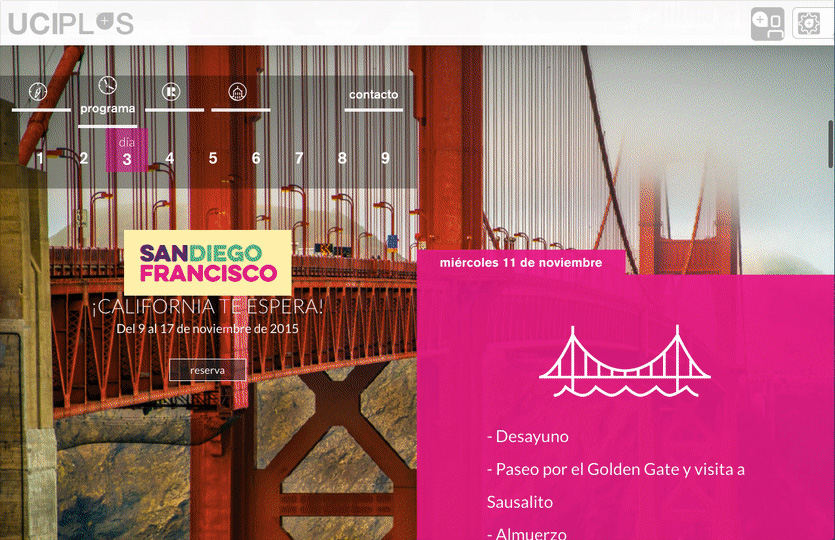 UCIPLUS
programa
contacto
día
1 2 3 4 5 6 7 8 9
SANDIEGO
FRANCISCO
¡CALIFORNIA TE ESPERA!
Del 9 al 17 de noviembre de 2015
reserva
miércoles 11 de noviembre
- Desayuno
- Paseo por el Golden Gate y visita a
Sausalito
- Almuerzo